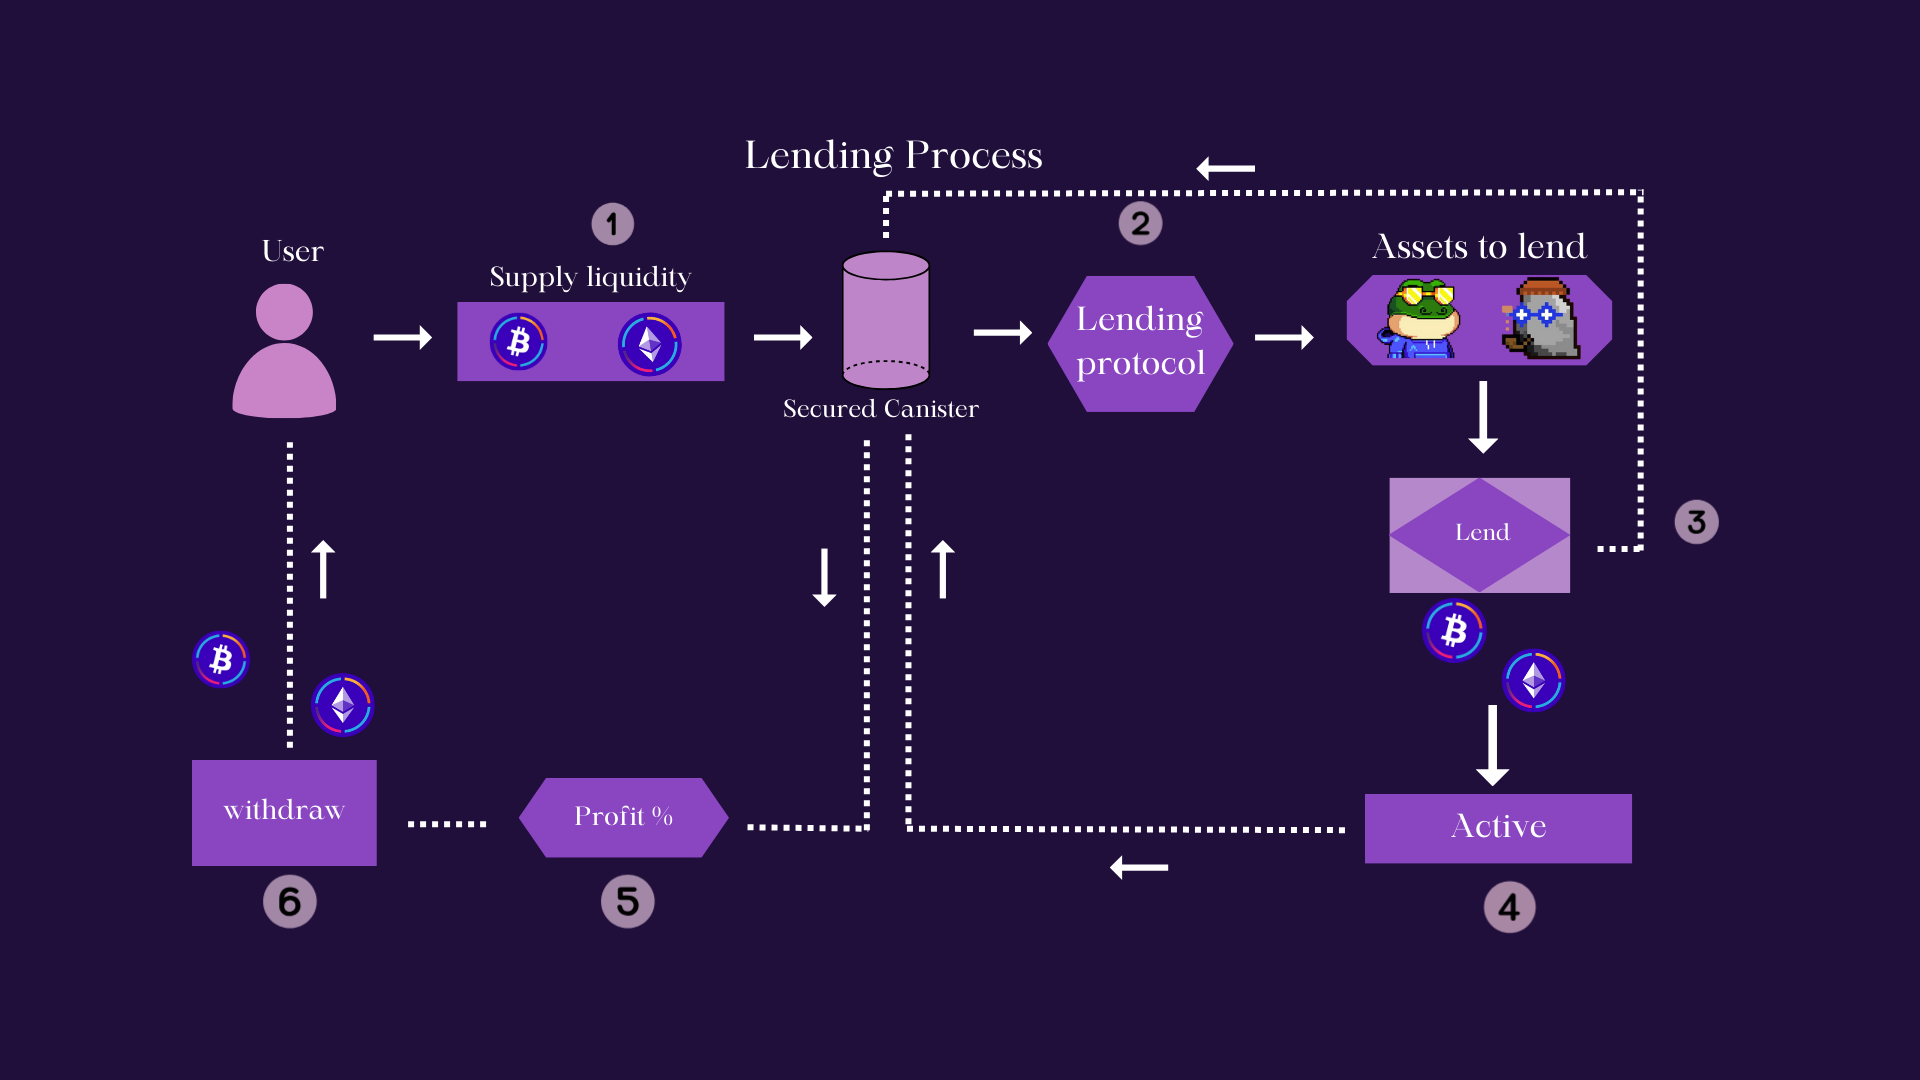 Lending Process
1
2
User
Supply liquidity
Assets to lend
Lending
protocol
Secured Canister
Lend
3
withdraw
Profit %
Active
6
5
4